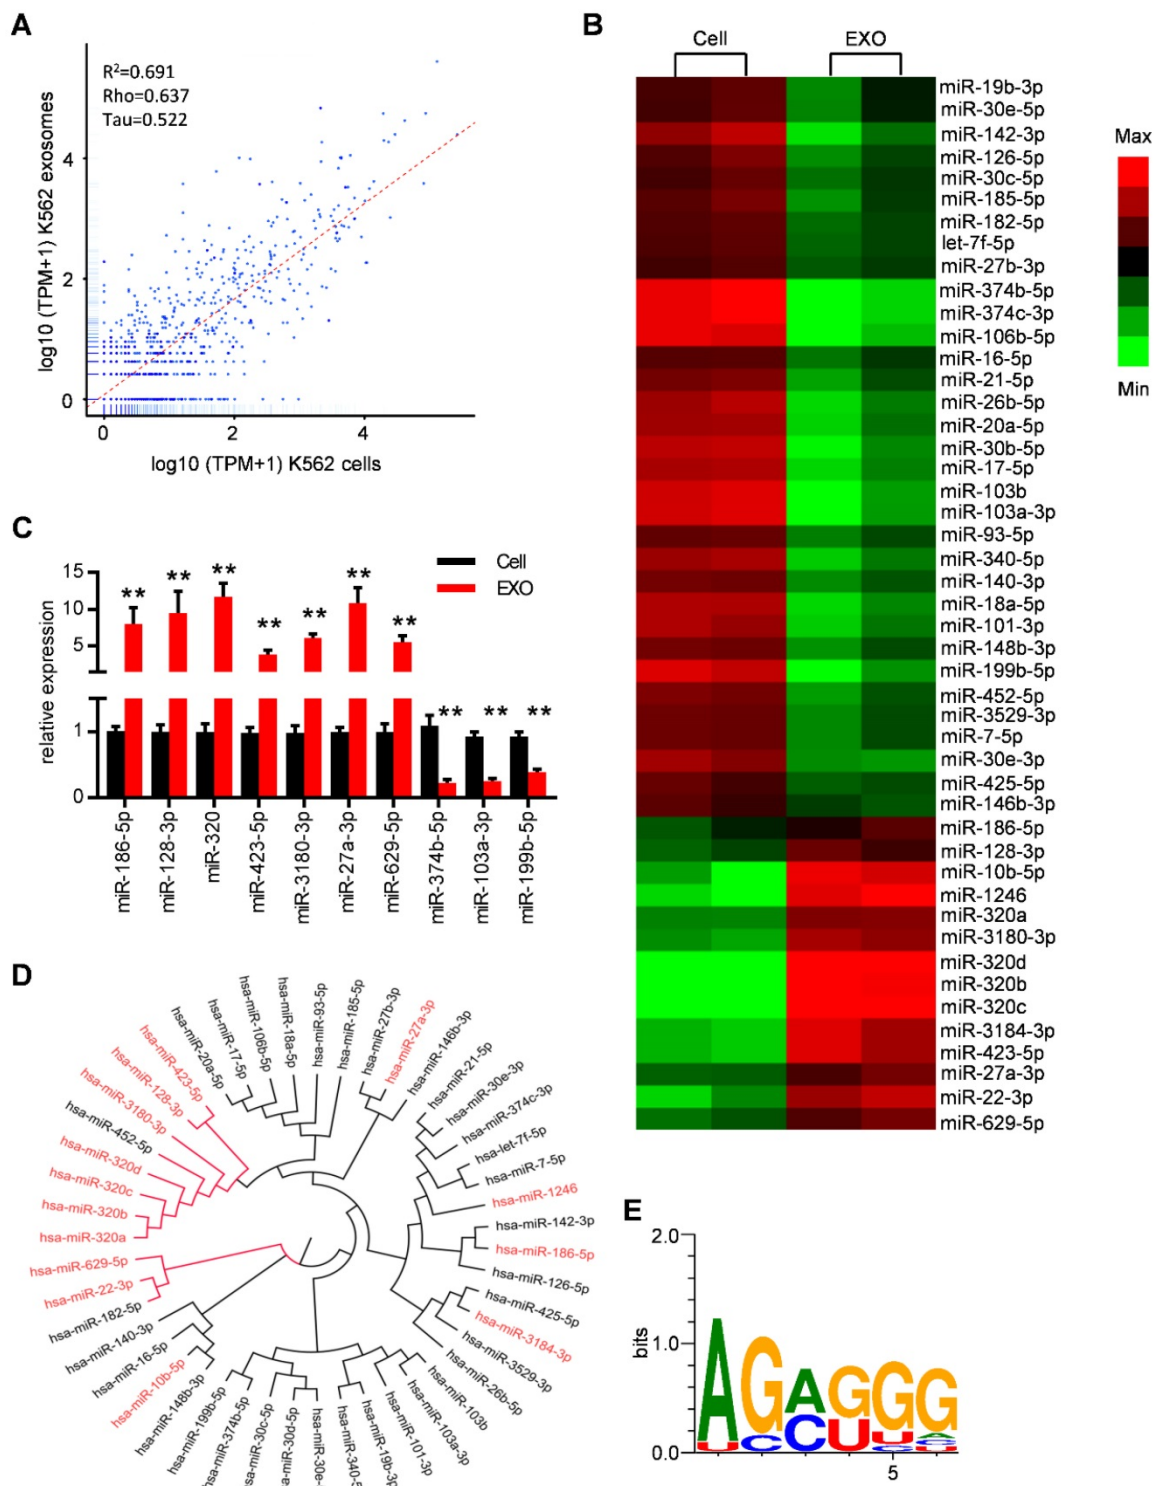 A
R²=0.691
Rho=0.637
Tau=0.522
log10 (TPM+1) K562 exosomes
4
2
0
0
2
4
log10 (TPM+1) K562 cells
B
Cell
EXO
miR-19b-3p
miR-30e-5p
miR-142-3p
miR-126-5p
miR-30c-5p
miR-185-5p
miR-182-5p
let-7f-5p
miR-27b-3p
miR-374b-5p
miR-374c-3p
miR-106b-5p
miR-16-5p
miR-21-5p
miR-26b-5p
miR-20a-5p
miR-30b-5p
miR-17-5p
miR-103b
miR-103a-3p
miR-93-5p
miR-340-5p
miR-140-3p
miR-18a-5p
miR-101-3p
miR-148b-3p
miR-199b-5p
miR-452-5p
miR-3529-3p
miR-7-5p
miR-30e-3p
miR-425-5p
miR-146b-3p
miR-186-5p
miR-128-3p
miR-10b-5p
miR-1246
miR-320a
miR-3180-3p
miR-320d
miR-320b
miR-320c
miR-3184-3p
miR-423-5p
miR-27a-3p
miR-22-3p
miR-629-5p
Max
Min
C
Cell
EXO
relative expression
15
10
5
1
0
**
**
**
**
**
**
**
**
**
**
miR-186-5p
miR-128-3p
miR-320
miR-423-5p
miR-3180-3p
miR-27a-3p
miR-629-5p
miR-374b-5p
miR-103a-3p
miR-199b-5p
D
hsa-miR-423-5p
hsa-miR-128-3p
hsa-miR-3180-3p
hsa-miR-452-5p
hsa-miR-320d
hsa-miR-320c
hsa-miR-320b
hsa-miR-320a
hsa-miR-629-5p
hsa-miR-22-3p
hsa-miR-182-5p
hsa-miR-140-3p
hsa-miR-16-5p
hsa-miR-10b-5p
hsa-miR-148b-3p
hsa-miR-199b-5p
hsa-miR-374b-5p
hsa-miR-30c-5p
hsa-miR-30d-5p
hsa-miR-30e-
hsa-miR-340-5
hsa-miR-19b-3p
hsa-miR-101-3p
hsa-miR-103a-3p
hsa-miR-103b
hsa-miR-26b-5p
hsa-miR-3529-3p
hsa-miR-3184-3p
hsa-miR-425-5p
hsa-miR-126-5p
hsa-miR-186-5p
hsa-miR-142-3p
hsa-miR-1246
hsa-miR-7-5p
hsa-let-7f-5p
hsa-miR-374c-3p
hsa-miR-30e-3p
hsa-miR-21-5p
hsa-miR-146b-3p
hsa-miR-27a-3p
hsa-miR-27b-3p
hsa-miR-185-5p
hsa-miR-93-5p
hsa-miR-18a-5p
hsa-miR-106b-5p
hsa-miR-17-5p
hsa-miR-20a-5p
E
bits
2.0
1.0
0.0
AGAGGG
UCCUUA
CC
UU
5